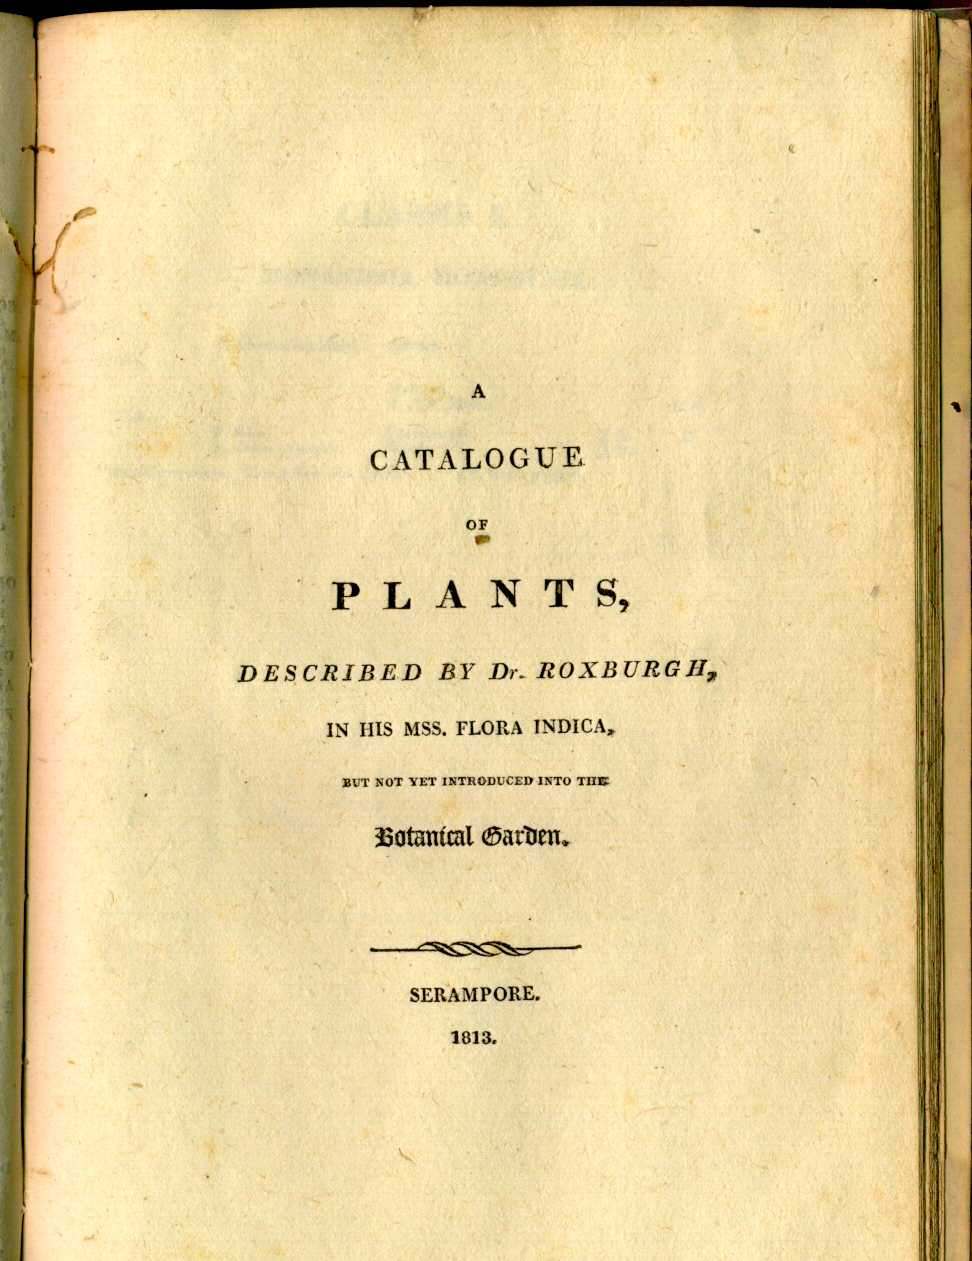 A
CATALOGUE
OF
PLANTS,
DESCRIBED BY Dr. ROXBURGH,
IN HIS MSS. FLORA INDICA,
BUT NOT YET INTRODUCED INTO THE
Botanical Garden.
SERAMPORE.
1813.